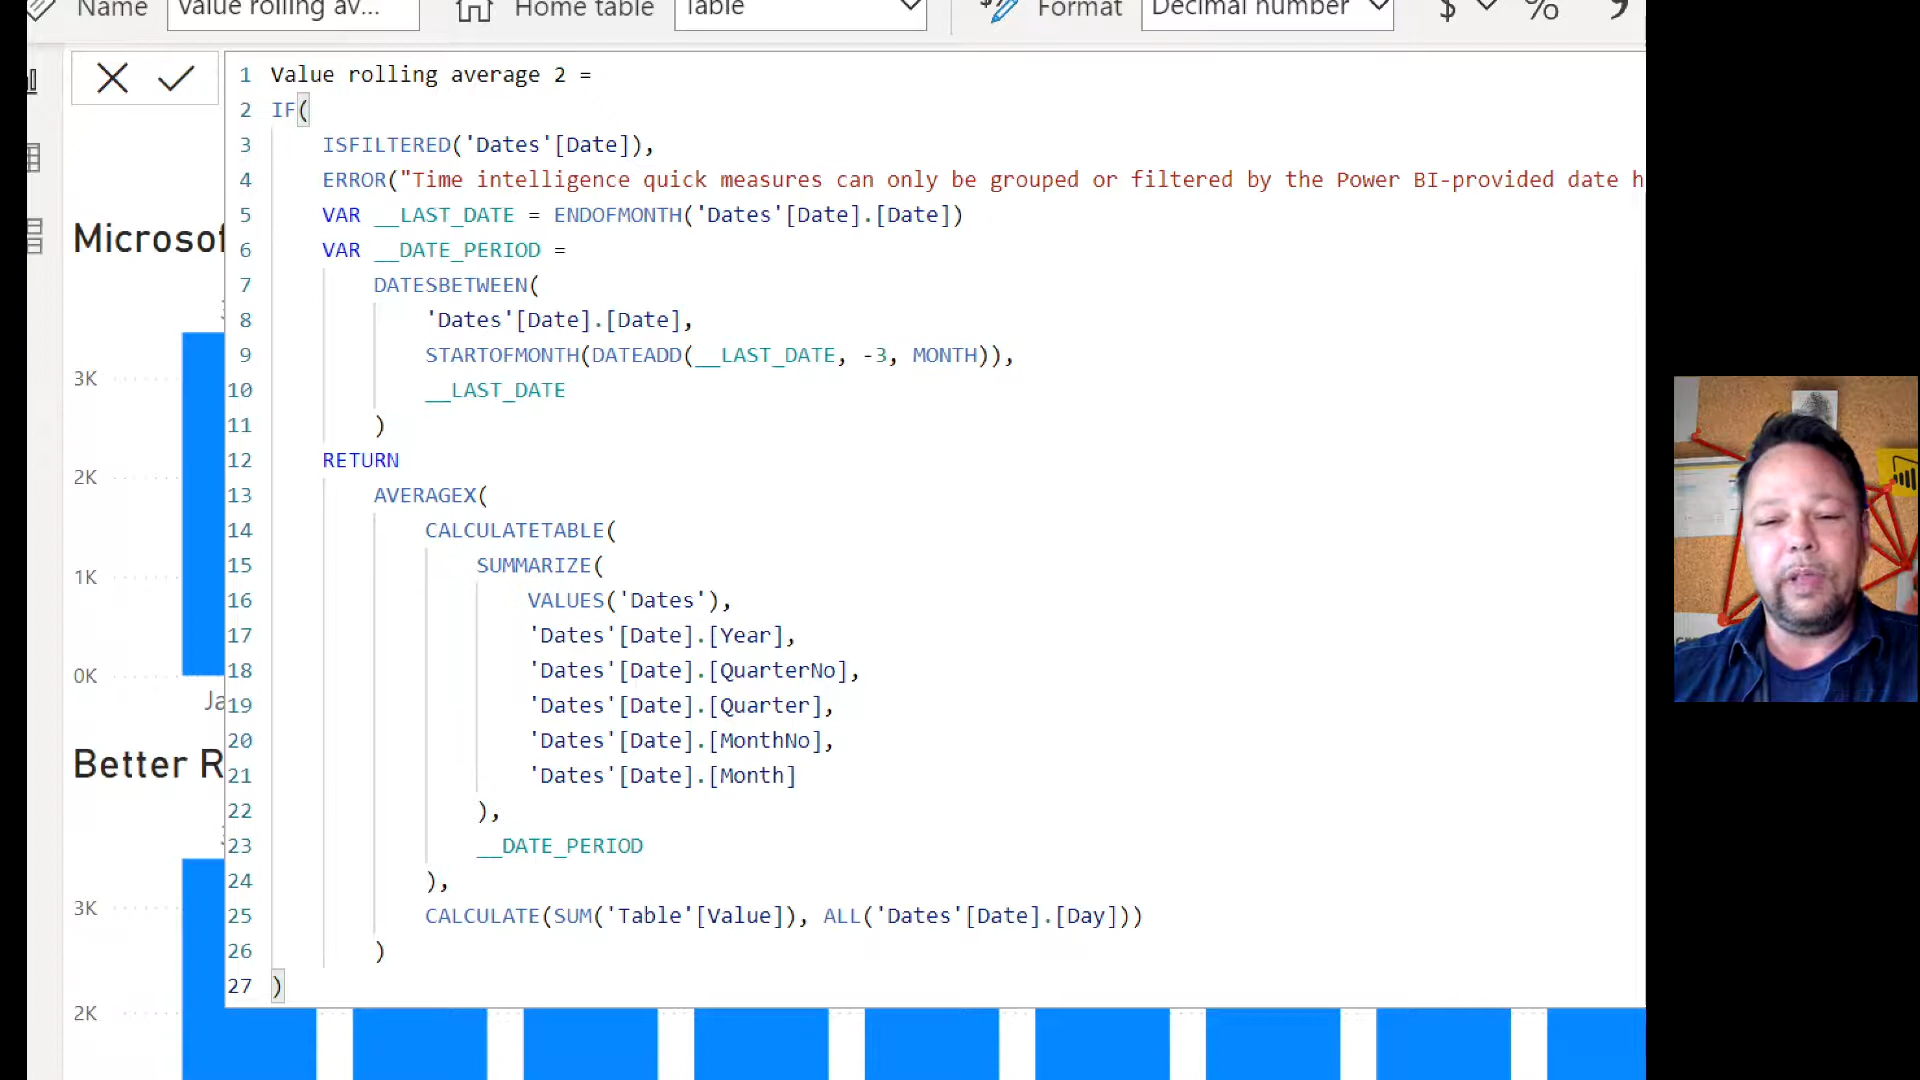 Name Value rolling av... Home table Table Format Decimal number $ % ,
1 Value rolling average 2 =
2 IF(
3 ISFILTERED('Dates'[Date]),
4 ERROR("Time intelligence quick measures can only be grouped or filtered by the Power BI-provided date h
5 VAR __LAST_DATE = ENDOFMONTH('Dates'[Date].[Date])
6 VAR __DATE_PERIOD =
7 DATESBETWEEN(
8 'Dates'[Date].[Date],
9 STARTOFMONTH(DATEADD(__LAST_DATE, -3, MONTH)),
10 __LAST_DATE
11 )
12 RETURN
13 AVERAGEX(
14 CALCULATETABLE(
15 SUMMARIZE(
16 VALUES('Dates'),
17 'Dates'[Date].[Year],
18 'Dates'[Date].[QuarterNo],
19 'Dates'[Date].[Quarter],
20 'Dates'[Date].[MonthNo],
21 'Dates'[Date].[Month]
22 ),
23 __DATE_PERIOD
24 ),
25 CALCULATE(SUM('Table'[Value]), ALL('Dates'[Date].[Day]))
26 )
27 )
Microsof
3K
2K
1K
0K
Ja
Better R
3K
2K